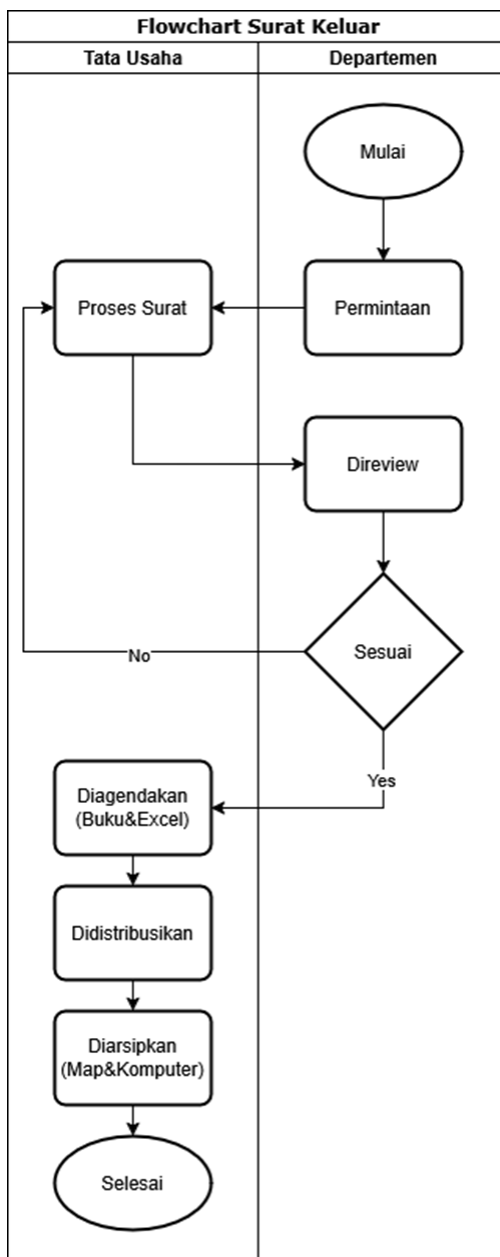 Flowchart Surat Keluar
Tata Usaha
Departemen
Mulai
Proses Surat
Permintaan
Direview
Sesuai
No
Yes
Diagendakan
(Buku&Excel)
Didistribusikan
Diarsipkan
(Map&Komputer)
Selesai